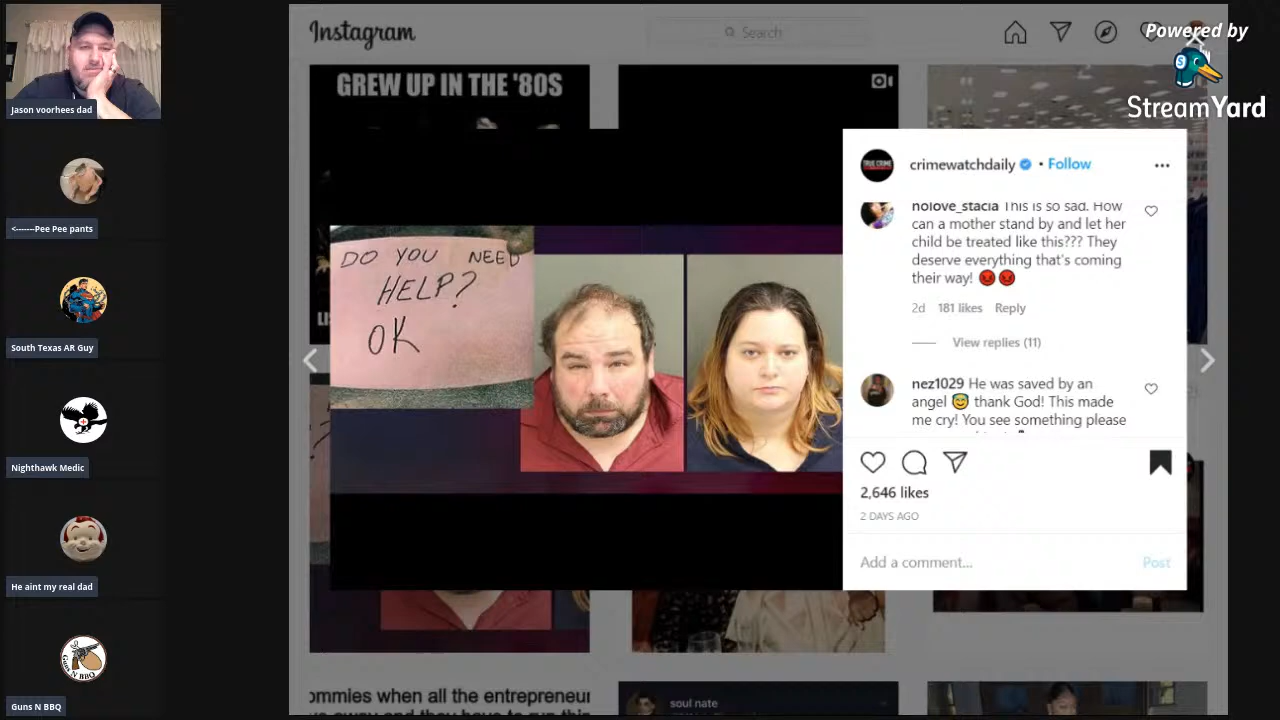 Jason voorhees dad
<-------Pee Pee pants
South Texas AR Guy
Nighthawk Medic
He aint my real dad
Guns N BBQ
Instagram
Search
Powered by
StreamYard
GREW UP IN THE '80S
DO YOU NEED
HELP?
OK
crimewatchdaily • Follow
nolove_stacia This is so sad. How
can a mother stand by and let her
child be treated like this??? They
deserve everything that's coming
their way! 😡 😡
2d 181 likes Reply
View replies (11)
nez1029 He was saved by an
angel 😇 thank God! This made
me cry! You see something please
2,646 likes
2 DAYS AGO
Add a comment... Post
ommies when all the entrepreneur
soul nate